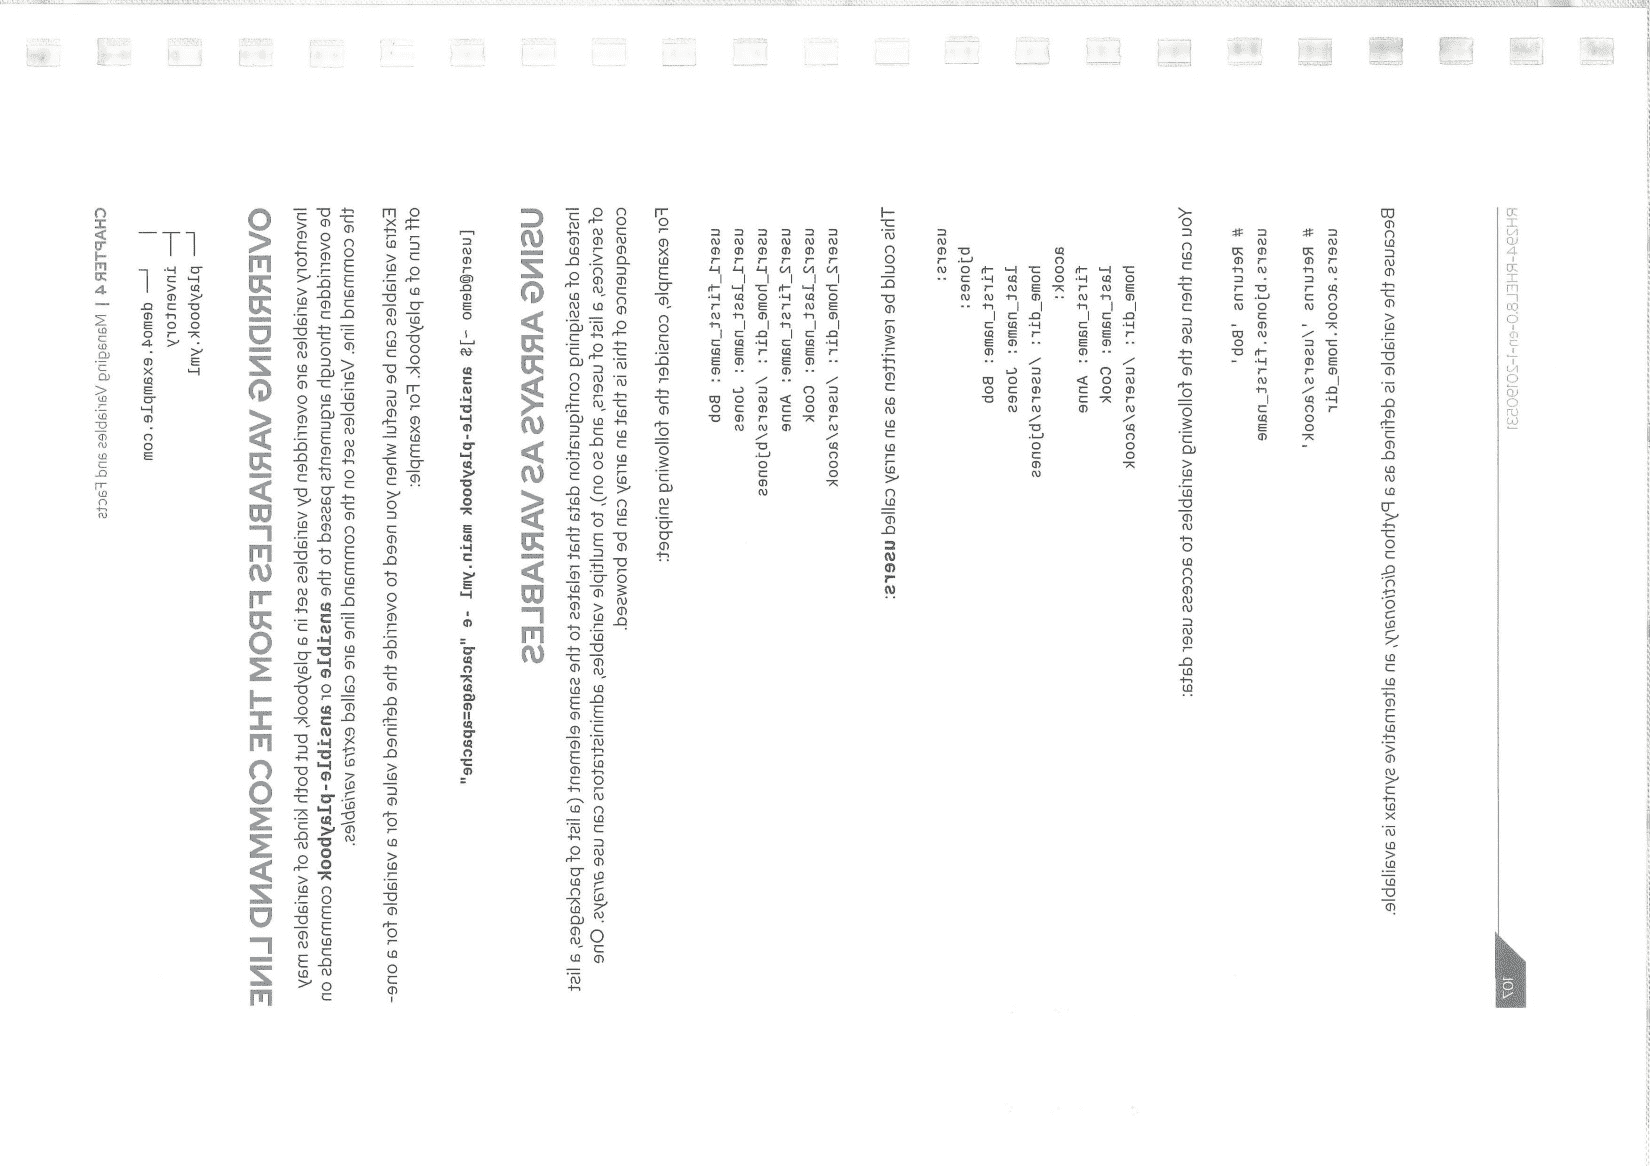 CHAPTER 4 | Managing Variables and Facts
│   └── demo4.example.com
├── inventory
└── playbook.yml
OVERRIDING VARIABLES FROM THE COMMAND LINE
Inventory variables are overridden by variables set in a playbook, but both kinds of variables may
be overridden through arguments passed to the ansible or ansible-playbook commands on
the command line. Variables set on the command line are called extra variables.
Extra variables can be useful when you need to override the defined value for a variable for a one-
off run of a playbook. For example:
[user@demo ~]$ ansible-playbook main.yml -e "package=apache"
USING ARRAYS AS VARIABLES
Instead of assigning configuration data that relates to the same element (a list of packages, a list
of services, a list of users, and so on), to multiple variables, administrators can use arrays. One
consequence of this is that an array can be browsed.
For example, consider the following snippet:
user1_first_name: Bob
user1_last_name: Jones
user1_home_dir: /users/bjones
user2_first_name: Anne
user2_last_name: Cook
user2_home_dir: /users/acook
This could be rewritten as an array called users:
users:
  bjones:
    first_name: Bob
    last_name: Jones
    home_dir: /users/bjones
  acook:
    first_name: Anne
    last_name: Cook
    home_dir: /users/acook
You can then use the following variables to access user data:
# Returns 'Bob'
users.bjones.first_name
# Returns '/users/acook'
users.acook.home_dir
Because the variable is defined as a Python dictionary, an alternative syntax is available.
RH294-RHEL8.0-en-1-20190531 107